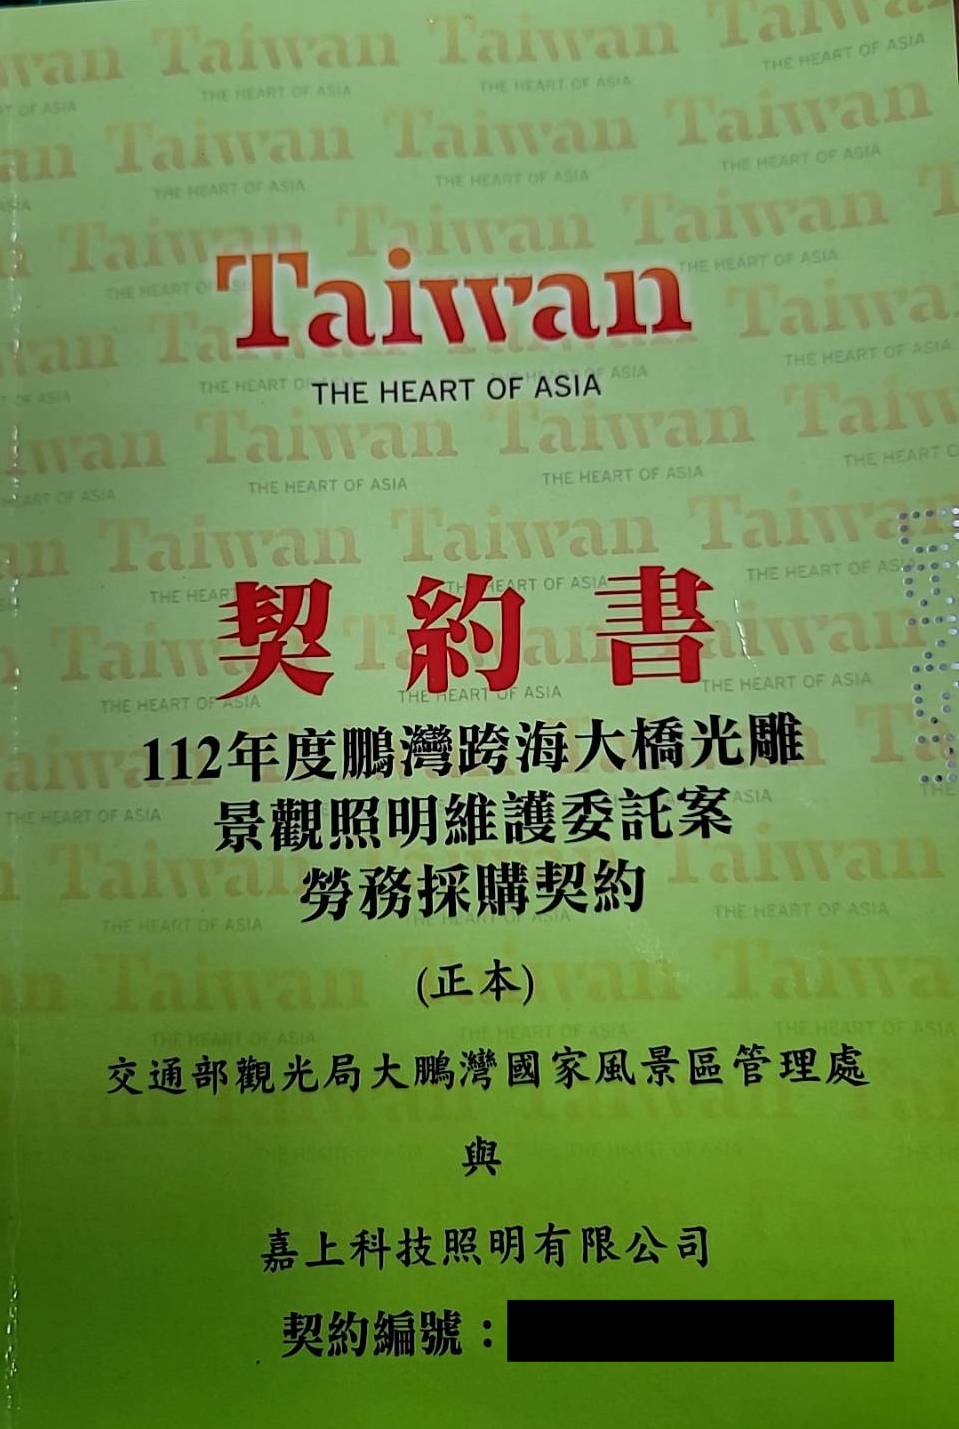 Taiwan
THE HEART OF ASIA
契約書
112年度鵬灣跨海大橋光雕
景觀照明維護委託案
勞務採購契約
(正本)
交通部觀光局大鵬灣國家風景區管理處
與
嘉上科技照明有限公司
契約編號：